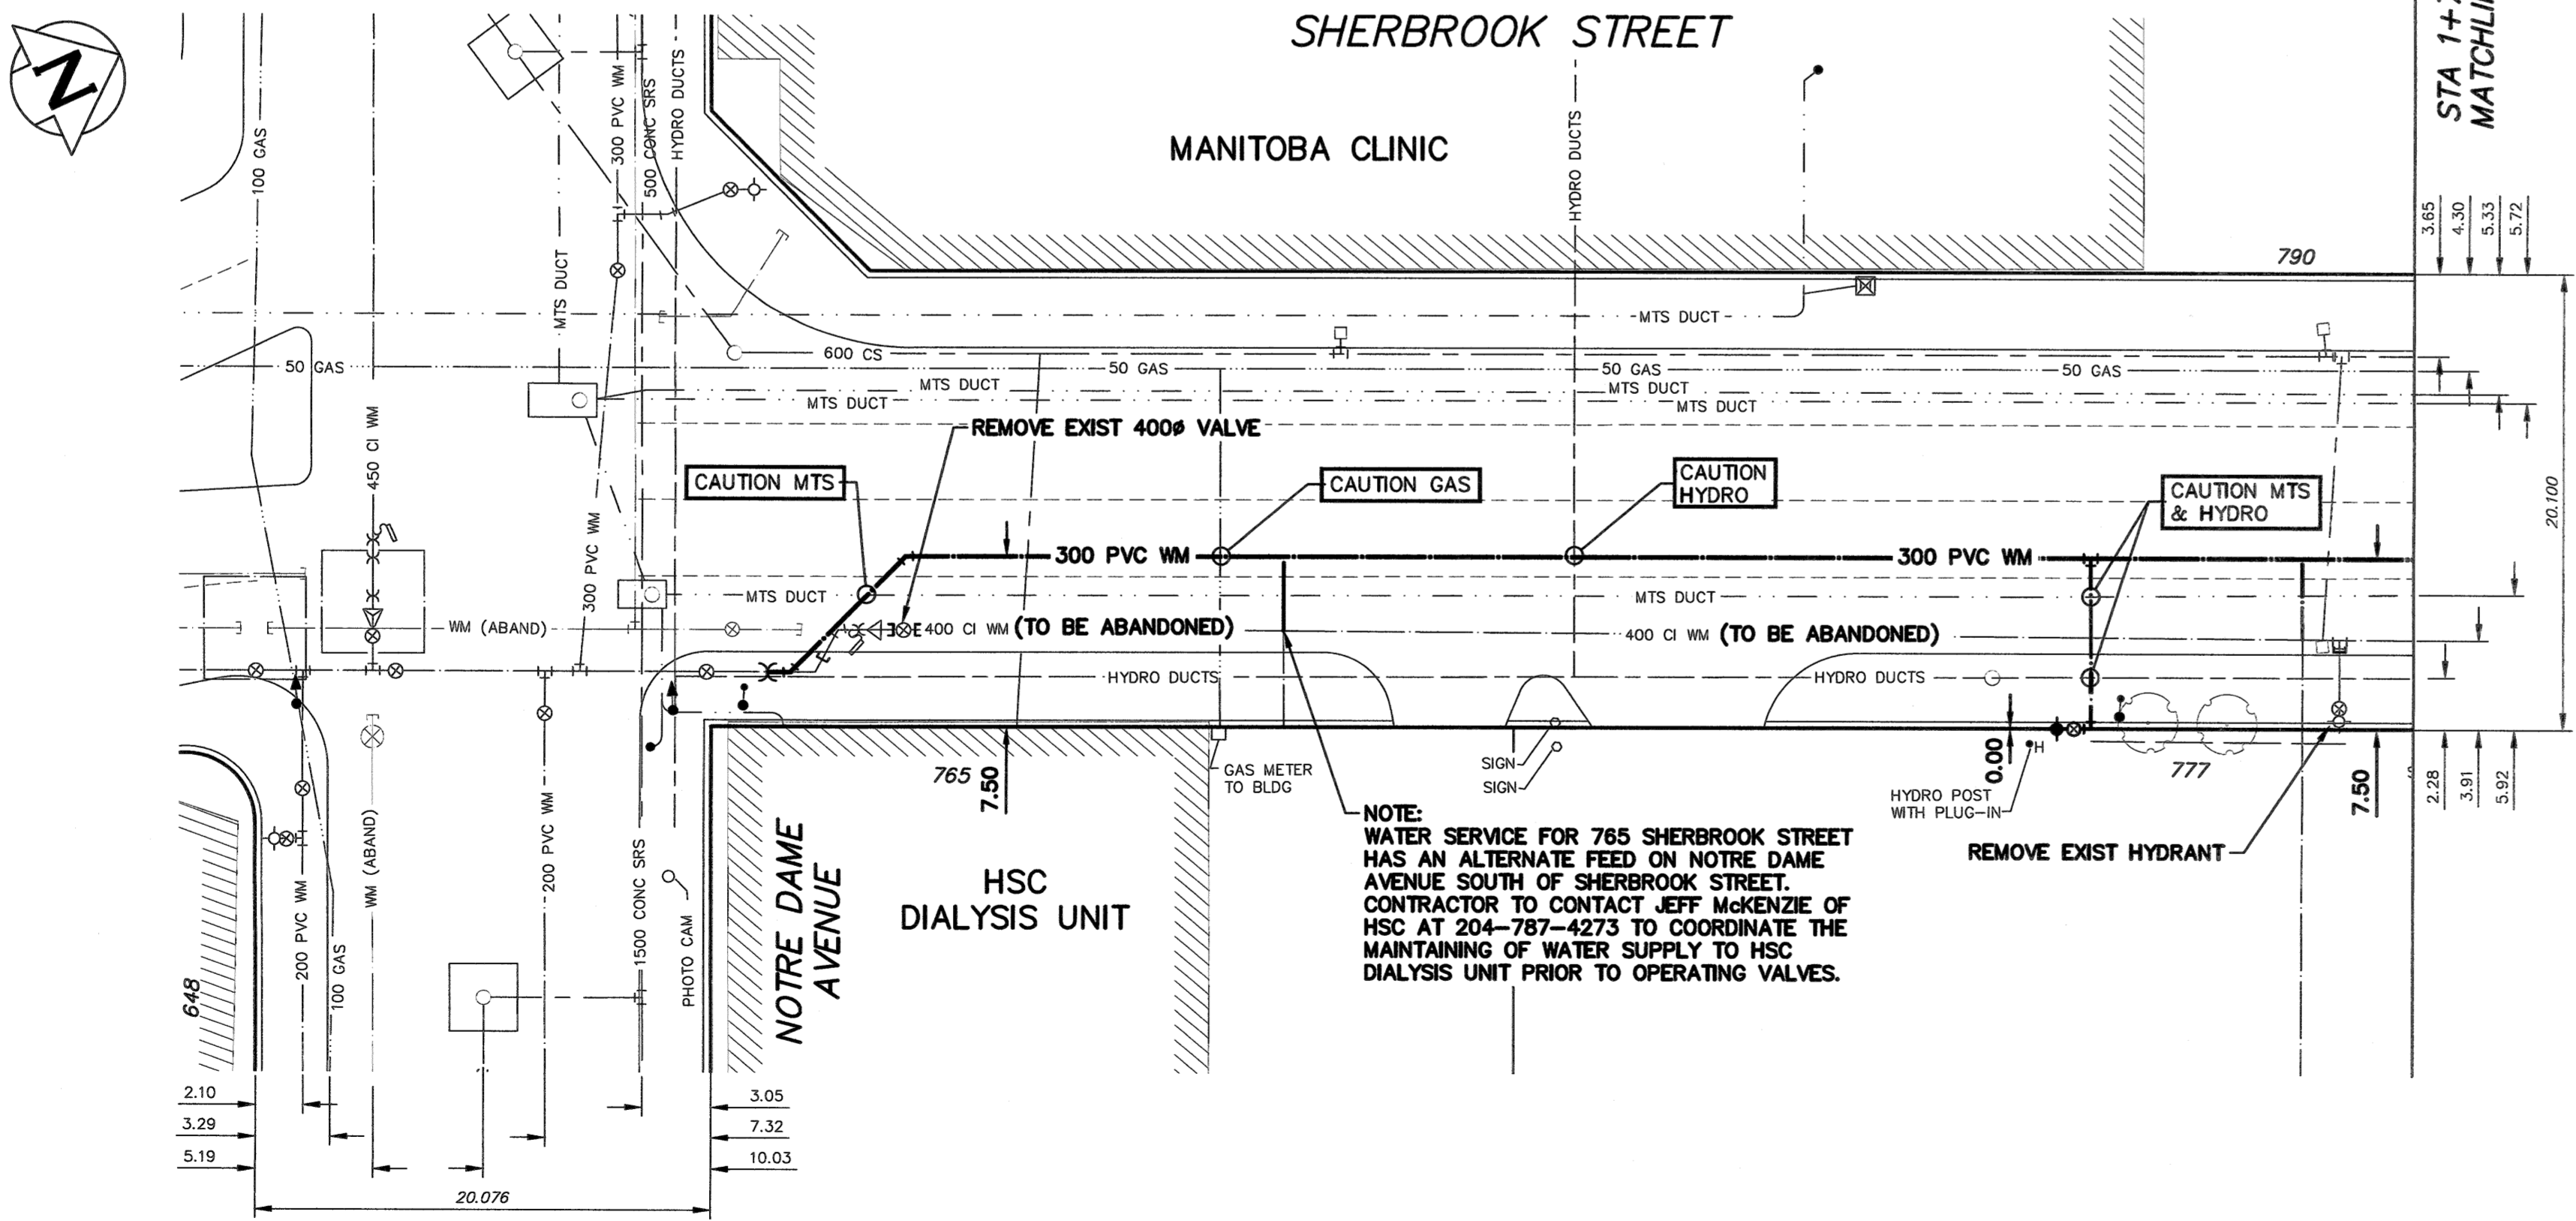 SHERBROOK STREET
STA 1+
MATCHLI
N
MANITOBA CLINIC
100 GAS
300 PVC WM
500 CONC SRS
HYDRO DUCTS
HYDRO DUCTS
3.65
4.30
5.33
5.72
790
MTS DUCT
MTS DUCT
600 CS
50 GAS
50 GAS
50 GAS
50 GAS
MTS DUCT
MTS DUCT
MTS DUCT
MTS DUCT
REMOVE EXIST 400ø VALVE
450 CI WM
CAUTION MTS
CAUTION GAS
CAUTION
HYDRO
CAUTION MTS
& HYDRO
20.100
300 PVC WM
300 PVC WM
300 PVC WM
MTS DUCT
MTS DUCT
WM (ABAND)
400 CI WM (TO BE ABANDONED)
400 CI WM (TO BE ABANDONED)
HYDRO DUCTS
HYDRO DUCTS
765
7.50
GAS METER
TO BLDG
SIGN
SIGN
0.00
H
777
7.50
2.28
3.91
5.92
HYDRO POST
WITH PLUG-IN
REMOVE EXIST HYDRANT
NOTE:
WATER SERVICE FOR 765 SHERBROOK STREET
HAS AN ALTERNATE FEED ON NOTRE DAME
AVENUE SOUTH OF SHERBROOK STREET.
CONTRACTOR TO CONTACT JEFF McKENZIE OF
HSC AT 204-787-4273 TO COORDINATE THE
MAINTAINING OF WATER SUPPLY TO HSC
DIALYSIS UNIT PRIOR TO OPERATING VALVES.
HSC
DIALYSIS UNIT
NOTRE DAME
AVENUE
648
200 PVC WM
100 GAS
WM (ABAND)
200 PVC WM
1500 CONC SRS
PHOTO CAM
2.10
3.29
5.19
3.05
7.32
10.03
20.076